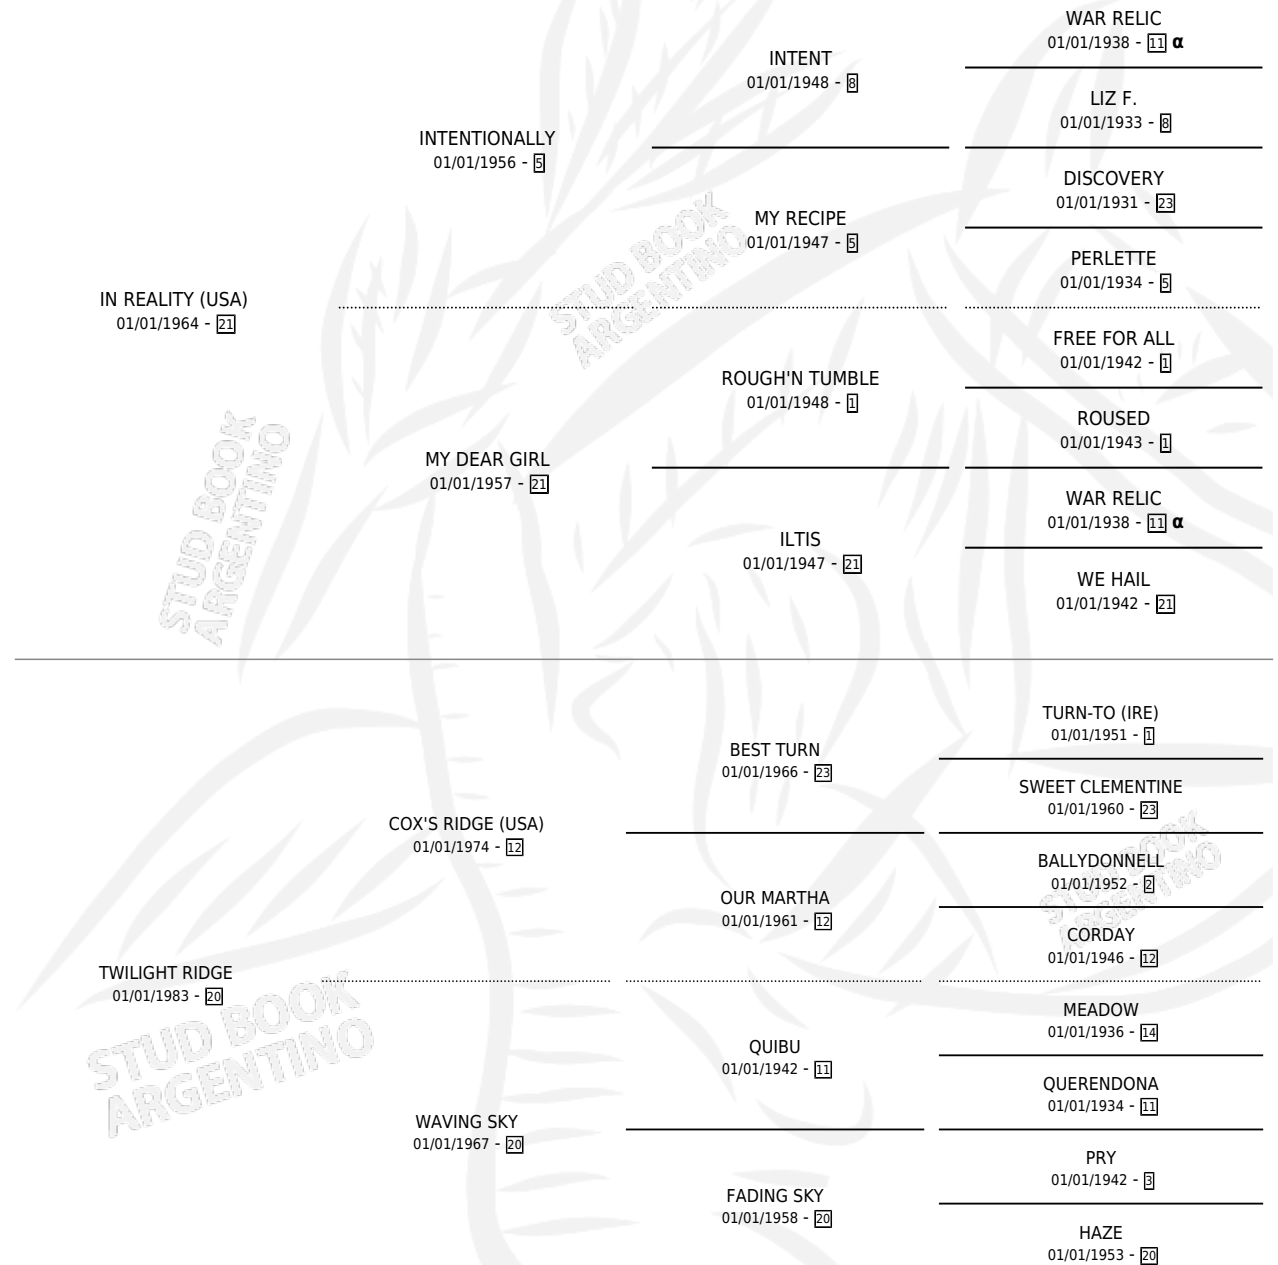 WAR RELIC
01/01/1938 - 11 α
INTENT
01/01/1948 - 8
LIZ F.
01/01/1933 - 8
INTENTIONALLY
01/01/1956 - 5
DISCOVERY
01/01/1931 - 23
MY RECIPE
01/01/1947 - 5
PERLETTE
01/01/1934 - 5
IN REALITY (USA)
01/01/1964 - 21
FREE FOR ALL
01/01/1942 - 1
ROUGH'N TUMBLE
01/01/1948 - 1
ROUSED
01/01/1943 - 1
MY DEAR GIRL
01/01/1957 - 21
WAR RELIC
01/01/1938 - 11 α
ILTIS
01/01/1947 - 21
WE HAIL
01/01/1942 - 21
TURN-TO (IRE)
01/01/1951 - 1
BEST TURN
01/01/1966 - 23
SWEET CLEMENTINE
01/01/1960 - 23
COX'S RIDGE (USA)
01/01/1974 - 12
BALLYDONNELL
01/01/1952 - 2
OUR MARTHA
01/01/1961 - 12
CORDAY
01/01/1946 - 12
TWILIGHT RIDGE
01/01/1983 - 20
MEADOW
01/01/1936 - 14
QUIBU
01/01/1942 - 11
QUERENDONA
01/01/1934 - 11
WAVING SKY
01/01/1967 - 20
PRY
01/01/1942 - 3
FADING SKY
01/01/1958 - 20
HAZE
01/01/1953 - 20
STUD BOOK
ARGENTINO
STUD BOOK
ARGENTINO
STUD BOOK
ARGENTINO
STUD BOOK
ARGENTINO